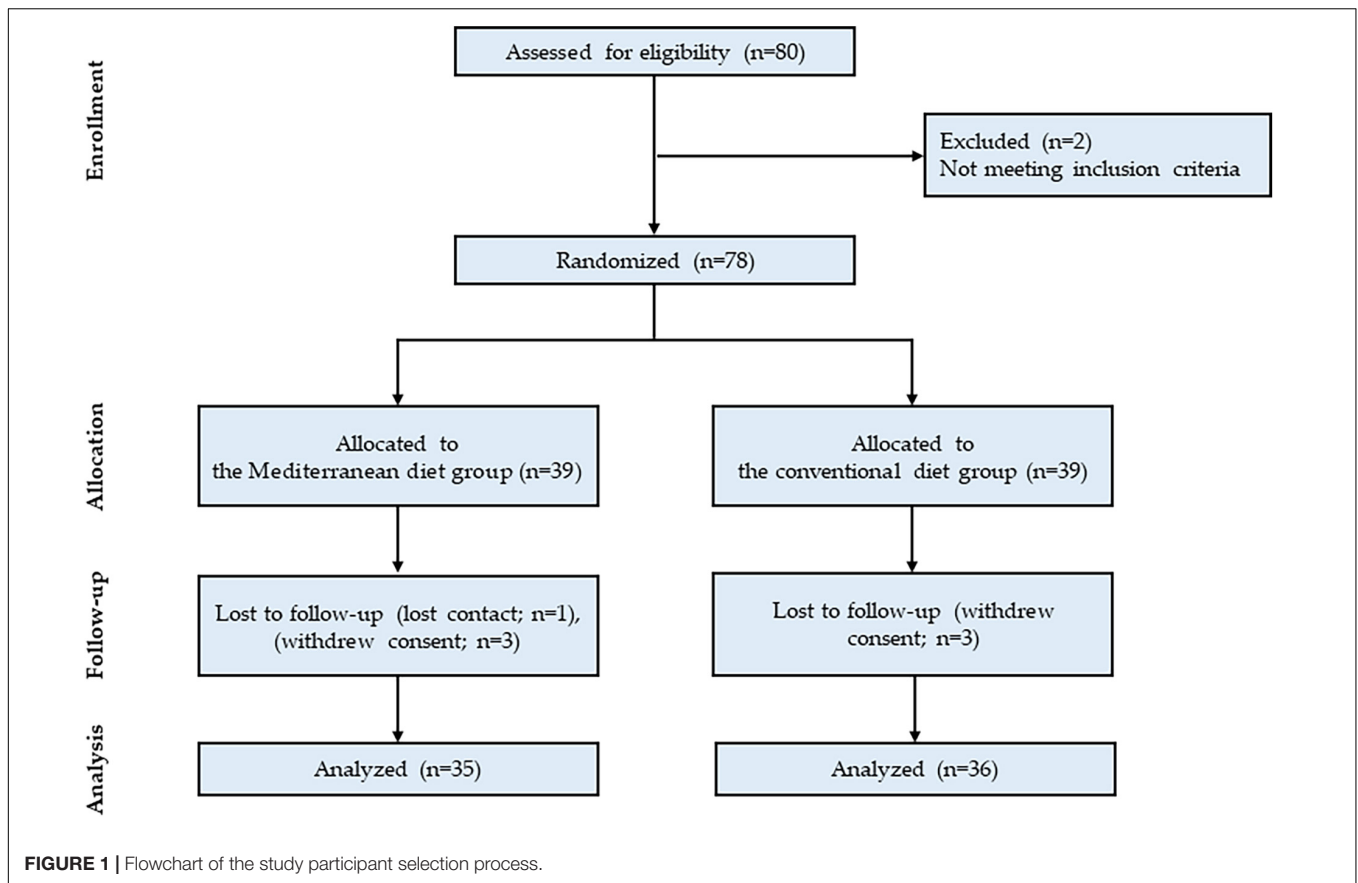 Enrollment
Assessed for eligibility (n=80)
Excluded (n=2)
Not meeting inclusion criteria
Randomized (n=78)
Allocation
Allocated to
the Mediterranean diet group (n=39)
Allocated to
the conventional diet group (n=39)
Follow-up
Lost to follow-up (lost contact; n=1),
(withdrew consent; n=3)
Lost to follow-up (withdrew
consent; n=3)
Analysis
Analyzed (n=35)
Analyzed (n=36)
FIGURE 1 | Flowchart of the study participant selection process.